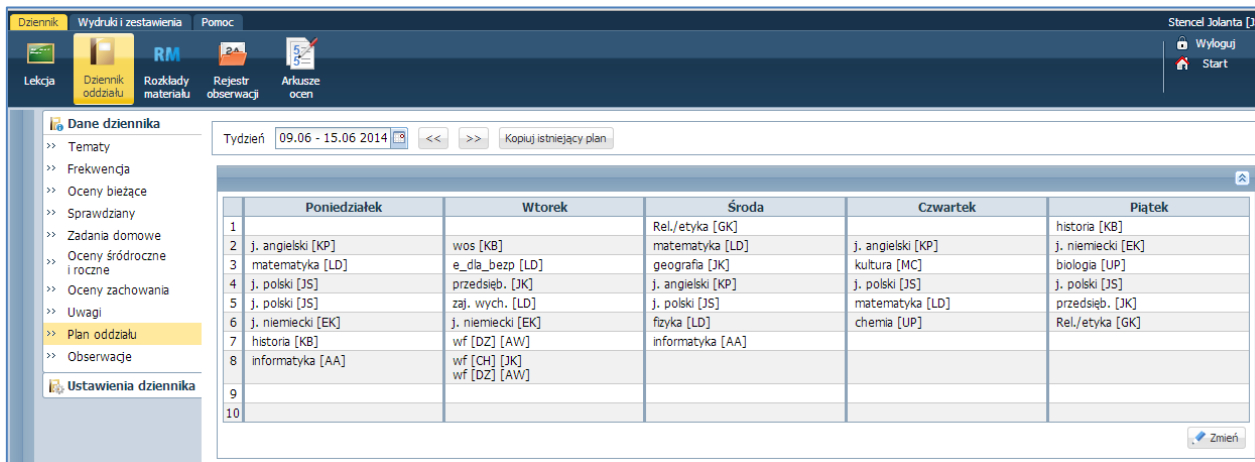 Dziennik Wydruki i zestawienia Pomoc Stencel Jolanta [J
Lekcja Dziennik oddziału Rozkłady materiału Rejestr obserwacji Arkusze ocen
Wyloguj
Start
Dane dziennika
Tematy
Frekwencja
Oceny bieżące
Sprawdziany
Zadania domowe
Oceny śródroczne
i roczne
Oceny zachowania
Uwagi
Plan oddziału
Obserwacje
Ustawienia dziennika
Tydzień 09.06 - 15.06 2014 << >> Kopiuj istniejący plan
Poniedziałek Wtorek Środa Czwartek Piątek
1 Rel./etyka [GK] historia [KB]
2 j. angielski [KP] wos [KB] matematyka [LD] j. angielski [KP] j. niemiecki [EK]
3 matematyka [LD] e_dla_bezp [LD] geografia [JK] kultura [MC] biologia [UP]
4 j. polski [JS] przedsięb. [JK] j. angielski [KP] j. polski [JS] j. polski [JS]
5 j. polski [JS] zaj. wych. [LD] j. polski [JS] matematyka [LD] przedsięb. [JK]
6 j. niemiecki [EK] j. niemiecki [EK] fizyka [LD] chemia [UP] Rel./etyka [GK]
7 historia [KB] wf [DZ] [AW] informatyka [AA]
8 informatyka [AA] wf [CH] [JK]
wf [DZ] [AW]
9
10
Zmień